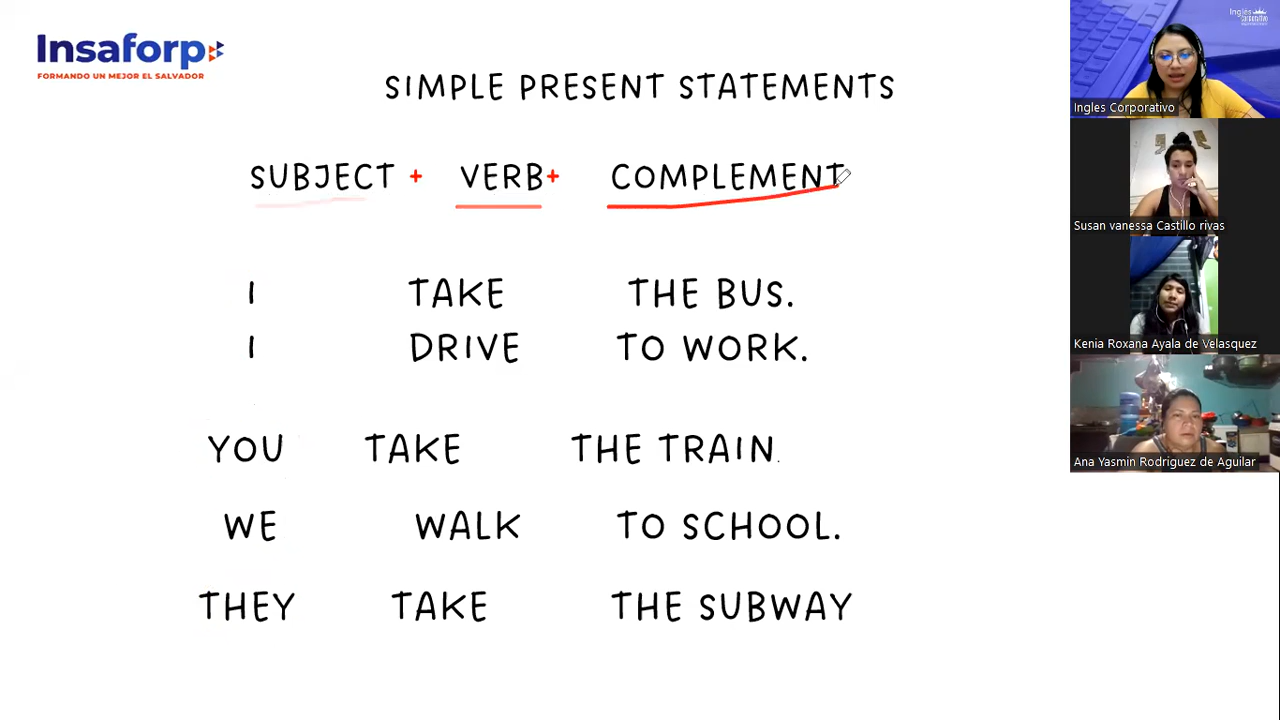 Insaforp
FORMANDO UN MEJOR EL SALVADOR
SIMPLE PRESENT STATEMENTS
SUBJECT + VERB + COMPLEMENT
I TAKE THE BUS.
I DRIVE TO WORK.
YOU TAKE THE TRAIN.
WE WALK TO SCHOOL.
THEY TAKE THE SUBWAY
Inglés
Corporativo
Ingles Corporativo
Susan vanessa Castillo rivas
Kenia Roxana Ayala de Velasquez
Ana Yasmin Rodriguez de Aguilar